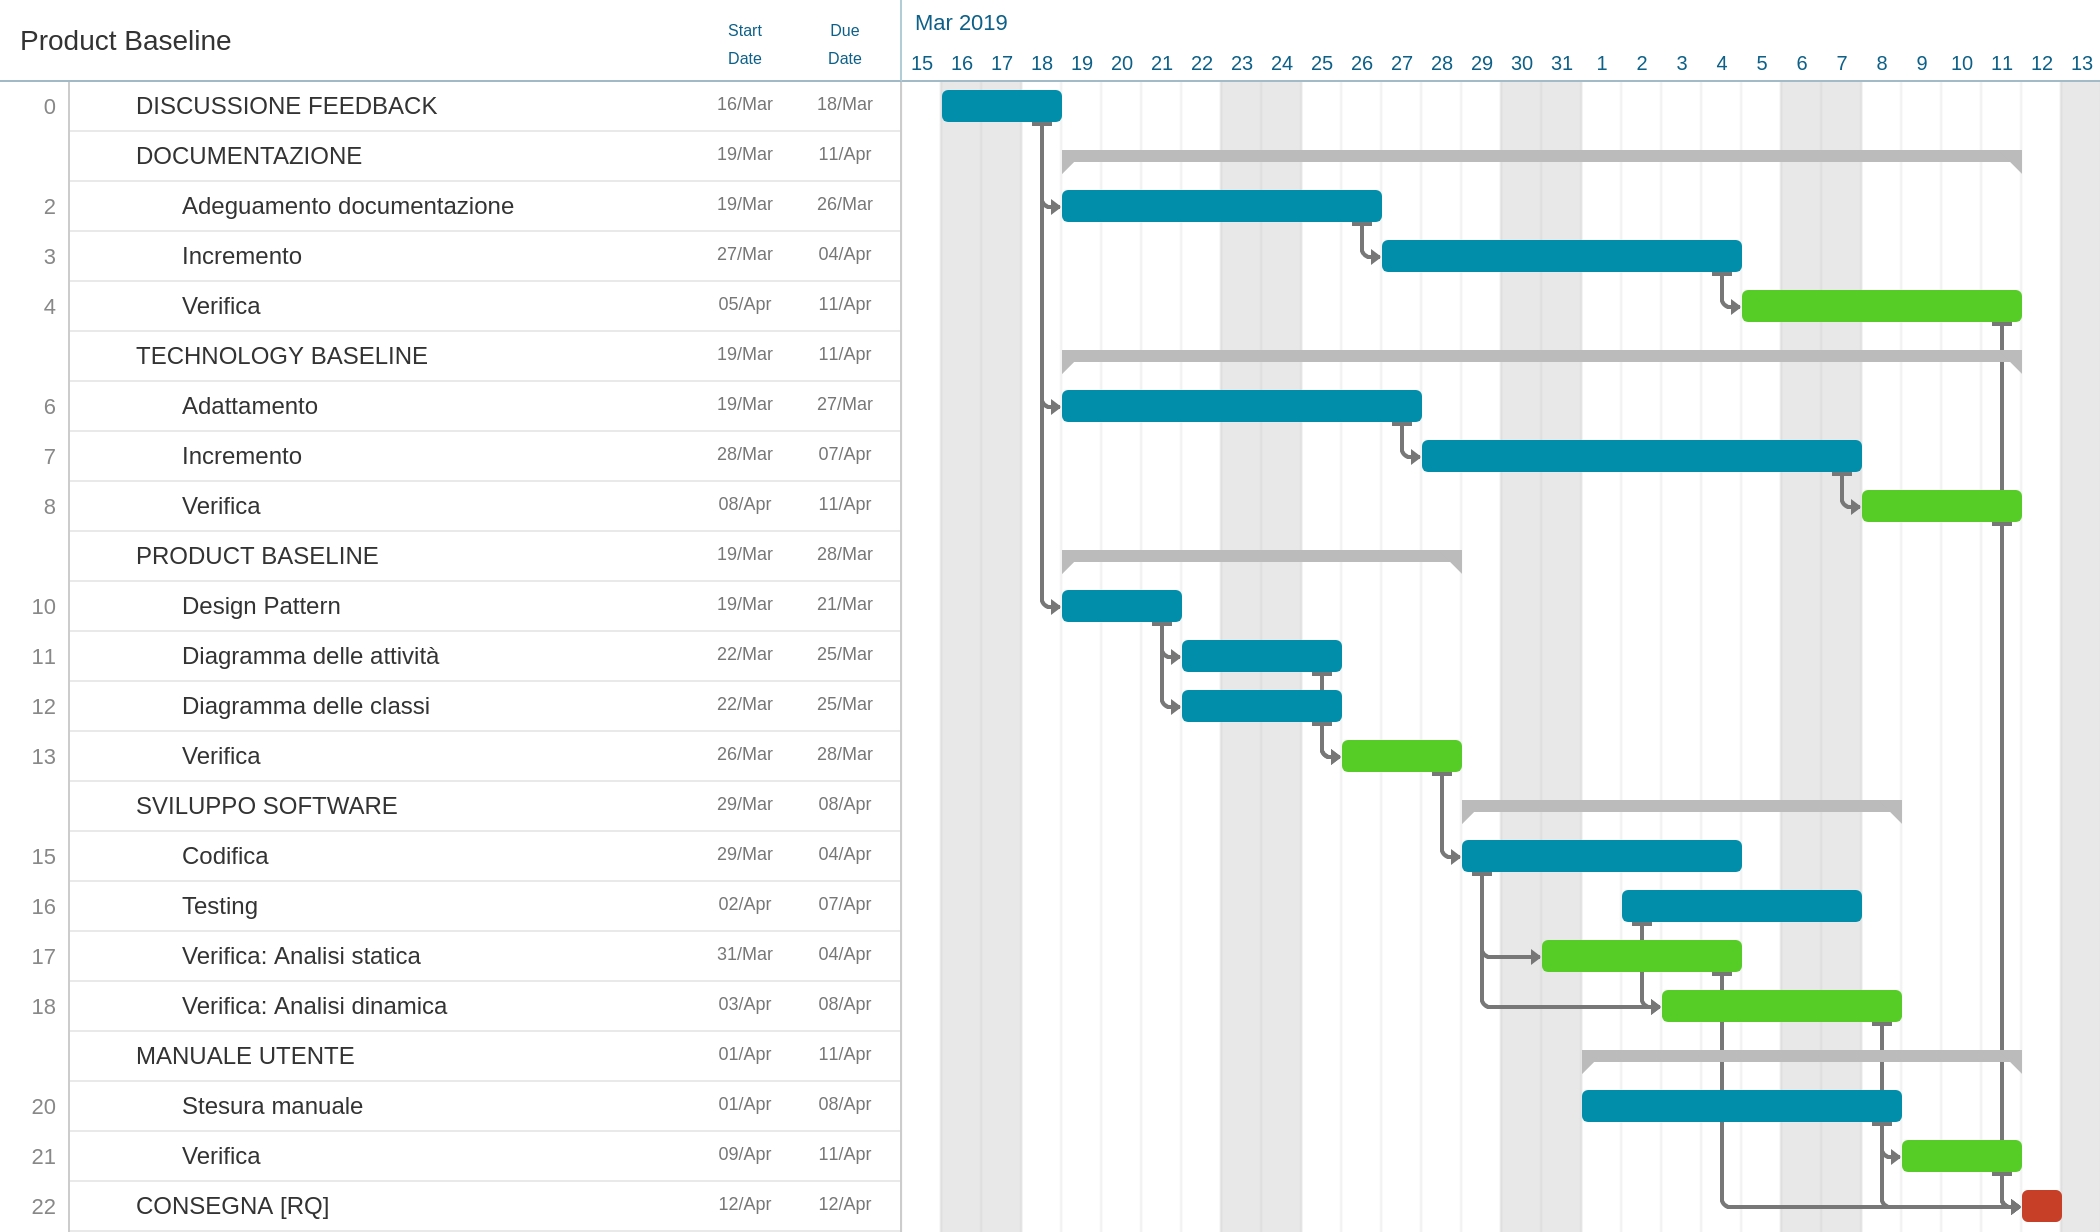 Product Baseline
Start Date
Due Date
Mar 2019
15 16 17 18 19 20 21 22 23 24 25 26 27 28 29 30 31 1 2 3 4 5 6 7 8 9 10 11 12 13
0 DISCUSSIONE FEEDBACK 16/Mar 18/Mar
DOCUMENTAZIONE 19/Mar 11/Apr
2 Adeguamento documentazione 19/Mar 26/Mar
3 Incremento 27/Mar 04/Apr
4 Verifica 05/Apr 11/Apr
TECHNOLOGY BASELINE 19/Mar 11/Apr
6 Adattamento 19/Mar 27/Mar
7 Incremento 28/Mar 07/Apr
8 Verifica 08/Apr 11/Apr
PRODUCT BASELINE 19/Mar 28/Mar
10 Design Pattern 19/Mar 21/Mar
11 Diagramma delle attività 22/Mar 25/Mar
12 Diagramma delle classi 22/Mar 25/Mar
13 Verifica 26/Mar 28/Mar
SVILUPPO SOFTWARE 29/Mar 08/Apr
15 Codifica 29/Mar 04/Apr
16 Testing 02/Apr 07/Apr
17 Verifica: Analisi statica 31/Mar 04/Apr
18 Verifica: Analisi dinamica 03/Apr 08/Apr
MANUALE UTENTE 01/Apr 11/Apr
20 Stesura manuale 01/Apr 08/Apr
21 Verifica 09/Apr 11/Apr
22 CONSEGNA [RQ] 12/Apr 12/Apr